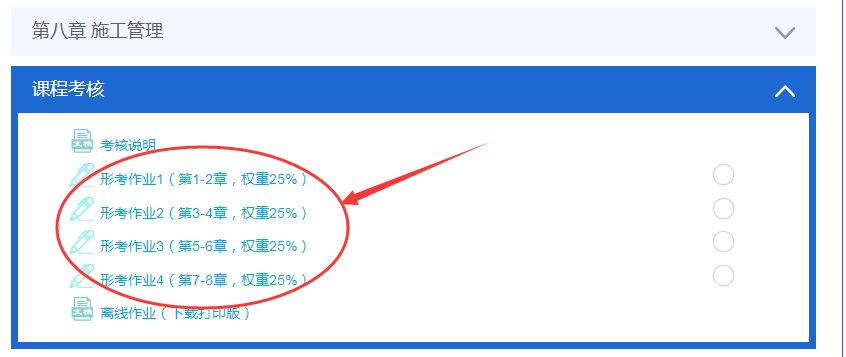 第八章 施工管理
课程考核
文稿
考核说明
形考作业1（第1-2章，权重25%）
形考作业2（第3-4章，权重25%）
形考作业3（第5-6章，权重25%）
形考作业4（第7-8章，权重25%）
文稿
离线作业（下载打印版）